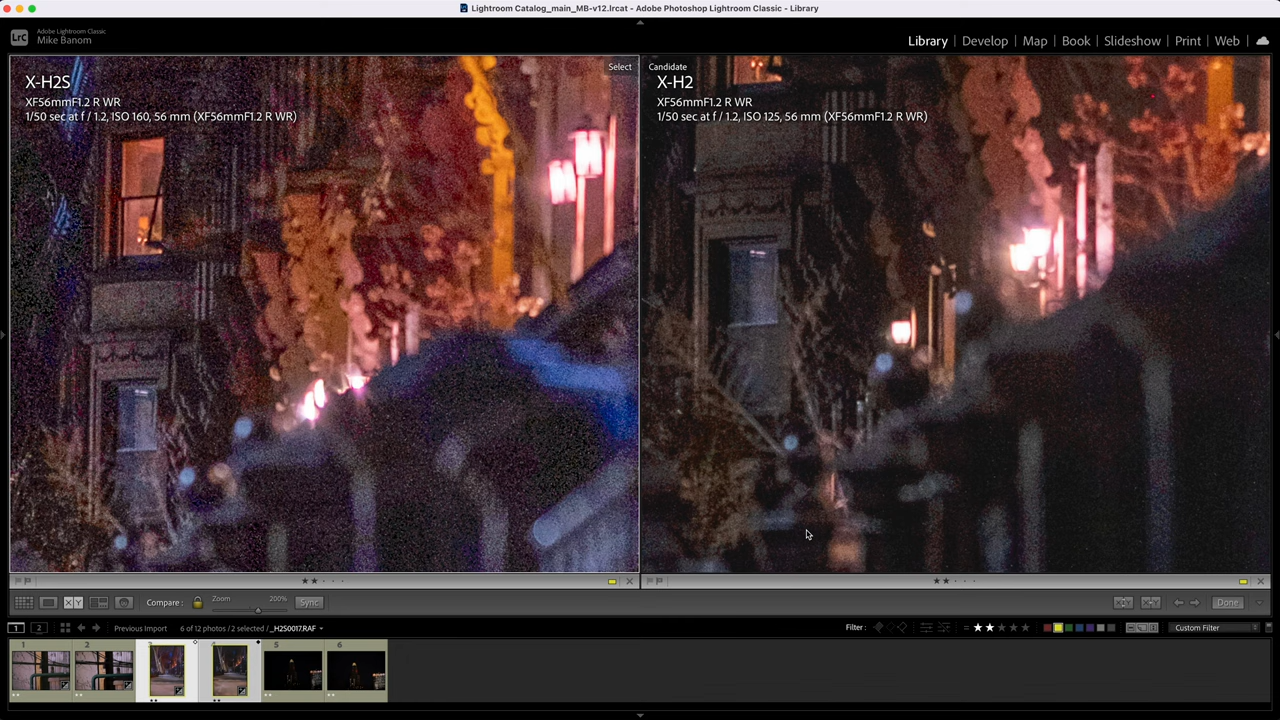 Lightroom Catalog_main_MB-v12.lrcat - Adobe Photoshop Lightroom Classic - Library
LrC
Adobe Lightroom Classic
Mike Banom
Library | Develop | Map | Book | Slideshow | Print | Web
Select
X-H2S
XF56mmF1.2 R WR
1/50 sec at f / 1.2, ISO 160, 56 mm (XF56mmF1.2 R WR)
Candidate
X-H2
XF56mmF1.2 R WR
1/50 sec at f / 1.2, ISO 125, 56 mm (XF56mmF1.2 R WR)
XY Compare : Zoom 200% Sync
Done
1 2 Previous Import 6 of 12 photos / 2 selected / _H2S0017.RAF
Filter : Custom Filter
1 2 3 4 5 6